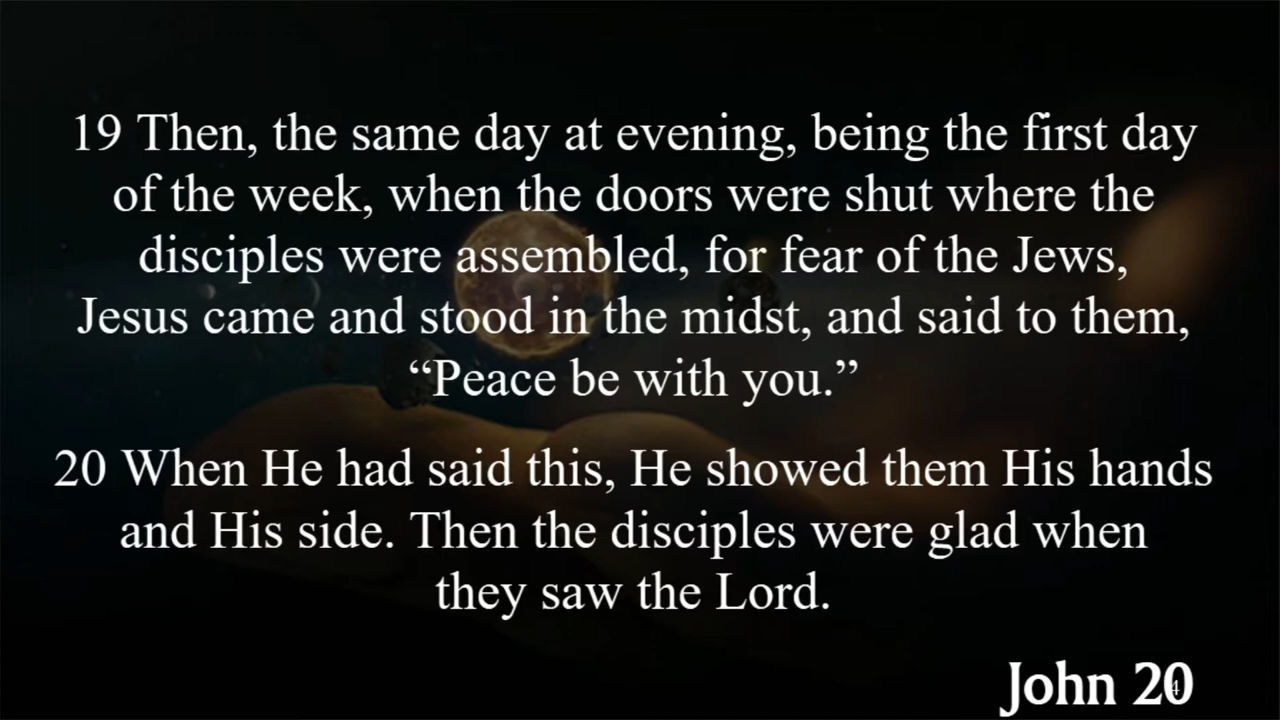 19 Then, the same day at evening, being the first day
of the week, when the doors were shut where the
disciples were assembled, for fear of the Jews,
Jesus came and stood in the midst, and said to them,
“Peace be with you.”
20 When He had said this, He showed them His hands
and His side. Then the disciples were glad when
they saw the Lord.
John 20
4